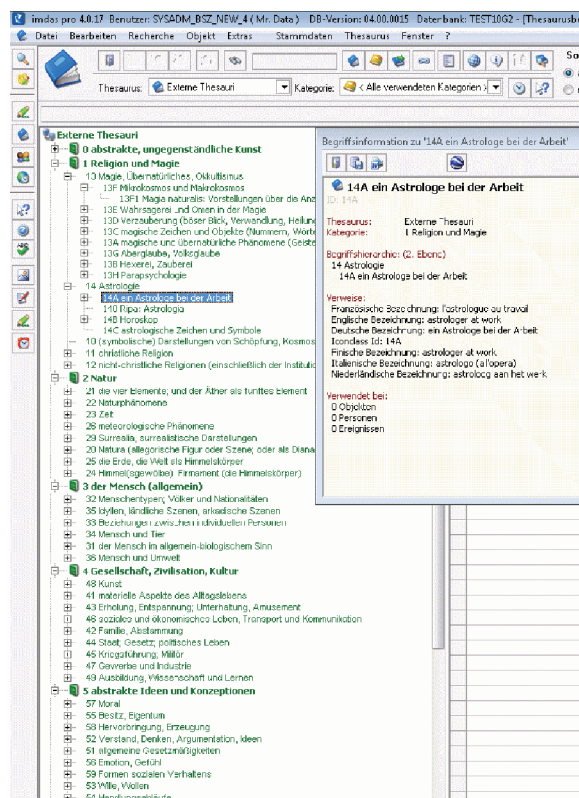 imdas pro 4.0.17 Benutzer: SYSADM_BSZ_NEW_4 ( Mr. Data ) DB-Version: 04.00.0015 Datenbank: TEST10G2 - [Thesaurusb
Datei Bearbeiten Recherche Objekt Extras Stammdaten Thesaurus Fenster ?
So
Thesaurus: Externe Thesauri Kategorie: < Alle verwendeten Kategorien >
Externe Thesauri
0 abstrakte, ungegenständliche Kunst
1 Religion und Magie
13 Magie, Übernatürliches, Okkultismus
13F Mikrokosmos und Makrokosmos
13F1 Magia naturalis: Vorstellungen über die Anz
13E Wahrsagerei und Omen in der Magie
13D Verzauberung (böser Blick, Verwandlung, Heilung
13C magische Zeichen und Objekte (Nummern, Wörte
13A magische und übernatürliche Phänomene (Geiste
13G Aberglaube, Volksglaube
13B Hexerei, Zauberei
13H Parapsychologie
14 Astrologie
14A ein Astrologe bei der Arbeit
140 Ripa: Astrologia
14B Horoskop
14C astrologische Zeichen und Symbole
10 (symbolische) Darstellungen von Schöpfung, Kosmos
11 christliche Religion
12 nicht-christliche Religionen (einschließlich der Institutio
2 Natur
21 die vier Elemente; und der Äther als fünftes Element
22 Naturphänomene
23 Zeit
26 meteorologische Phänomene
29 Surrealia, surrealistische Darstellungen
20 Natura (allegorische Figur oder Szene; oder als Diana
25 die Erde, die Welt als Himmelskörper
24 Himmel(sgewölbe), Firmament (die Himmelskörper)
3 der Mensch (allgemein)
32 Menschentypen; Völker und Nationalitäten
35 Idyllen, ländliche Szenen, arkadische Szenen
33 Beziehungen zwischen individuellen Personen
34 Mensch und Tier
31 der Mensch im allgemein-biologischem Sinn
36 Mensch und Umwelt
4 Gesellschaft, Zivilisation, Kultur
48 Kunst
41 materielle Aspekte des Alltagslebens
43 Erholung, Entspannung; Unterhaltung, Amusement
46 soziales und ökonomisches Leben, Transport und Kommunikation
42 Familie, Abstammung
44 Staat; Gesetz; politisches Leben
45 Kriegsführung; Militär
47 Gewerbe und Industrie
49 Ausbildung, Wissenschaft und Lernen
5 abstrakte Ideen und Konzeptionen
57 Moral
55 Besitz, Eigentum
58 Hervorbringung, Erzeugung
52 Verstand, Denken, Argumentation, Ideen
51 allgemeine Gesetzmäßigkeiten
56 Emotion, Gefühl
59 Formen sozialen Verhaltens
53 Wille, Wollen
54 Handlungsabläufe
Begriffsinformation zu '14A ein Astrologe bei der Arbeit'
14A ein Astrologe bei der Arbeit
ID: 14A
Thesaurus: Externe Thesauri
Kategorie: 1 Religion und Magie
Begriffshierarchie: (2. Ebene)
14 Astrologie
14A ein Astrologe bei der Arbeit
Verweise:
Französische Bezeichnung: l'astrologue au travail
Englische Bezeichnung: astrologer at work
Deutsche Bezeichnung: ein Astrologe bei der Arbeit
Iconclass Id: 14A
Finische Bezeichnung: astrologer at work
Italienische Bezeichnung: astrologo (all'opera)
Niederländische Bezeichnung: astroloog aan het werk
Verwendet bei:
0 Objekten
0 Personen
0 Ereignissen